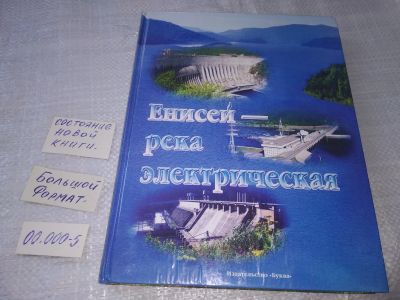 состояние
новой
книги.
Большой
формат.
00.000-5
Енисей —
река
электрическая
Издательство «Буква»